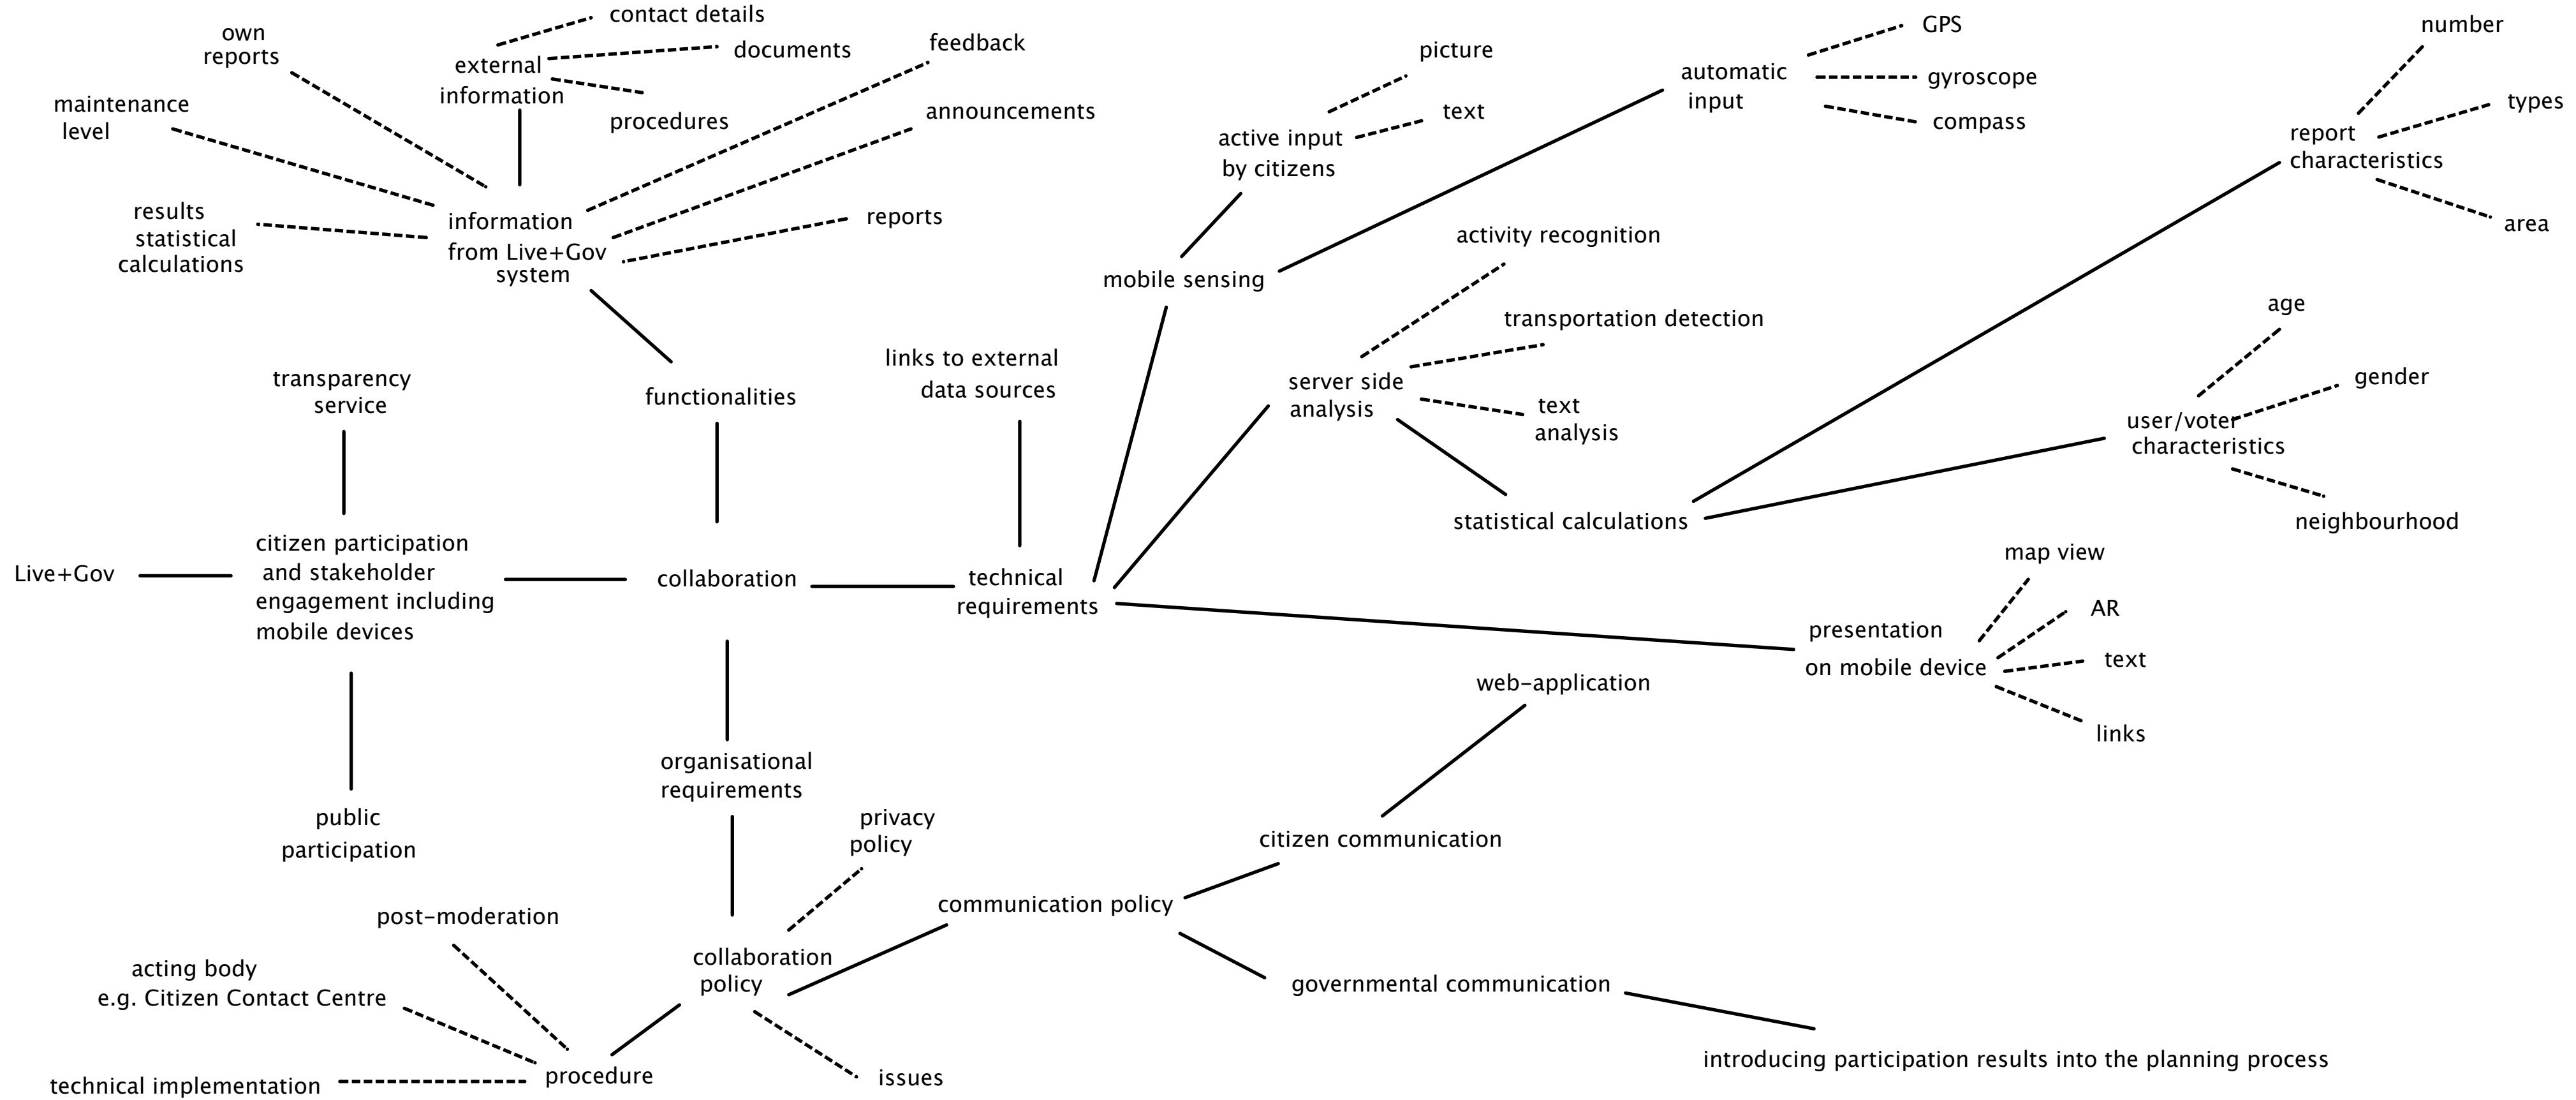 contact details
own
reports
external
information
documents
procedures
feedback
announcements
maintenance
level
results
statistical
calculations
information
from Live+Gov
system
reports
picture
text
active input
by citizens
automatic
input
GPS
gyroscope
compass
number
types
report
characteristics
area
mobile sensing
activity recognition
transportation detection
server side
analysis
text
analysis
statistical calculations
age
gender
user/voter
characteristics
neighbourhood
transparency
service
functionalities
links to external
data sources
Live+Gov
citizen participation
and stakeholder
engagement including
mobile devices
collaboration
technical
requirements
map view
AR
presentation
on mobile device
text
links
web-application
organisational
requirements
public
participation
privacy
policy
citizen communication
communication policy
post-moderation
collaboration
policy
acting body
e.g. Citizen Contact Centre
governmental communication
introducing participation results into the planning process
technical implementation
procedure
issues